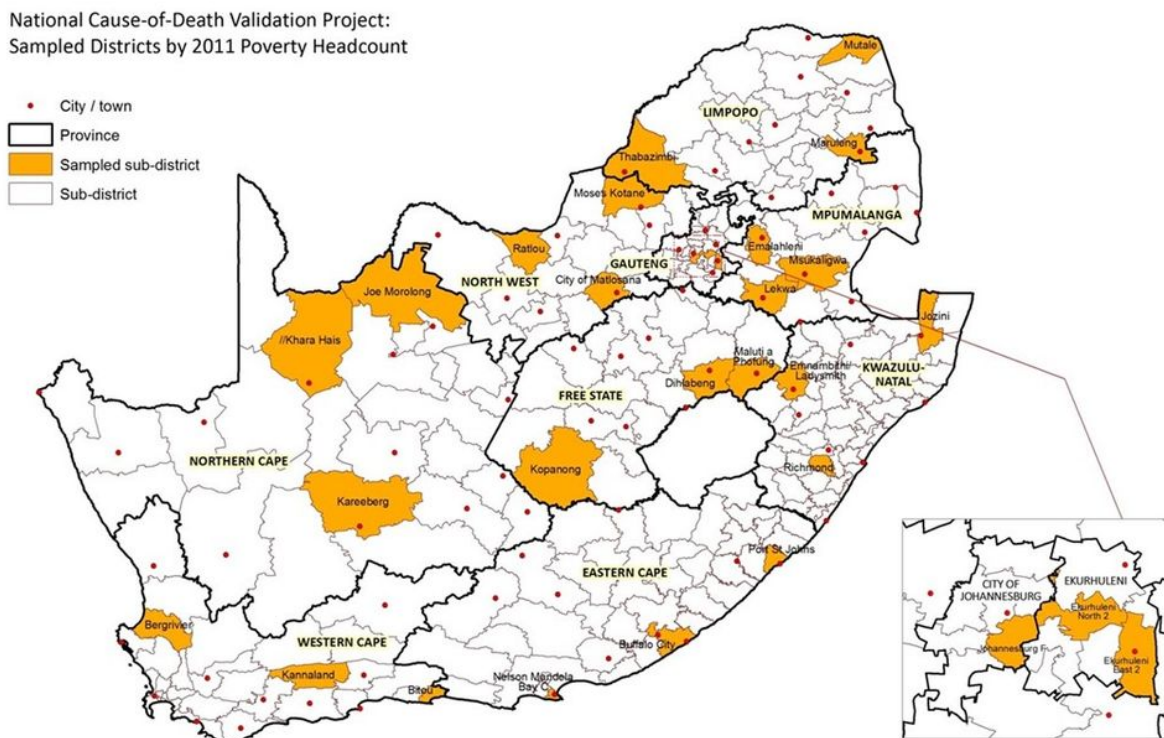 National Cause-of-Death Validation Project:
Sampled Districts by 2011 Poverty Headcount
City / town
Province
Sampled sub-district
Sub-district
Mutale
LIMPOPO
Maruleng
Thabazimbi
Moses Kotane
MPUMALANGA
Emalahleni
Ratlou
GAUTENG
Msukaligwa
NORTH WEST
City of Matlosana
Lekwa
Joe Morolong
Jozini
//Khara Hais
Maluti a
Phofung
Emnambithi/
Ladysmith
KWAZULU-
NATAL
Dihlabeng
FREE STATE
NORTHERN CAPE
Kopanong
Richmond
Kareeberg
Port St Johns
EASTERN CAPE
Bergrivier
WESTERN CAPE
Buffalo City
Kannaland
Bitou
Nelson Mandela
Bay C
CITY OF
JOHANNESBURG
EKURHULENI
Ekurhuleni
North 2
Johannesburg F
Ekurhuleni
East 2